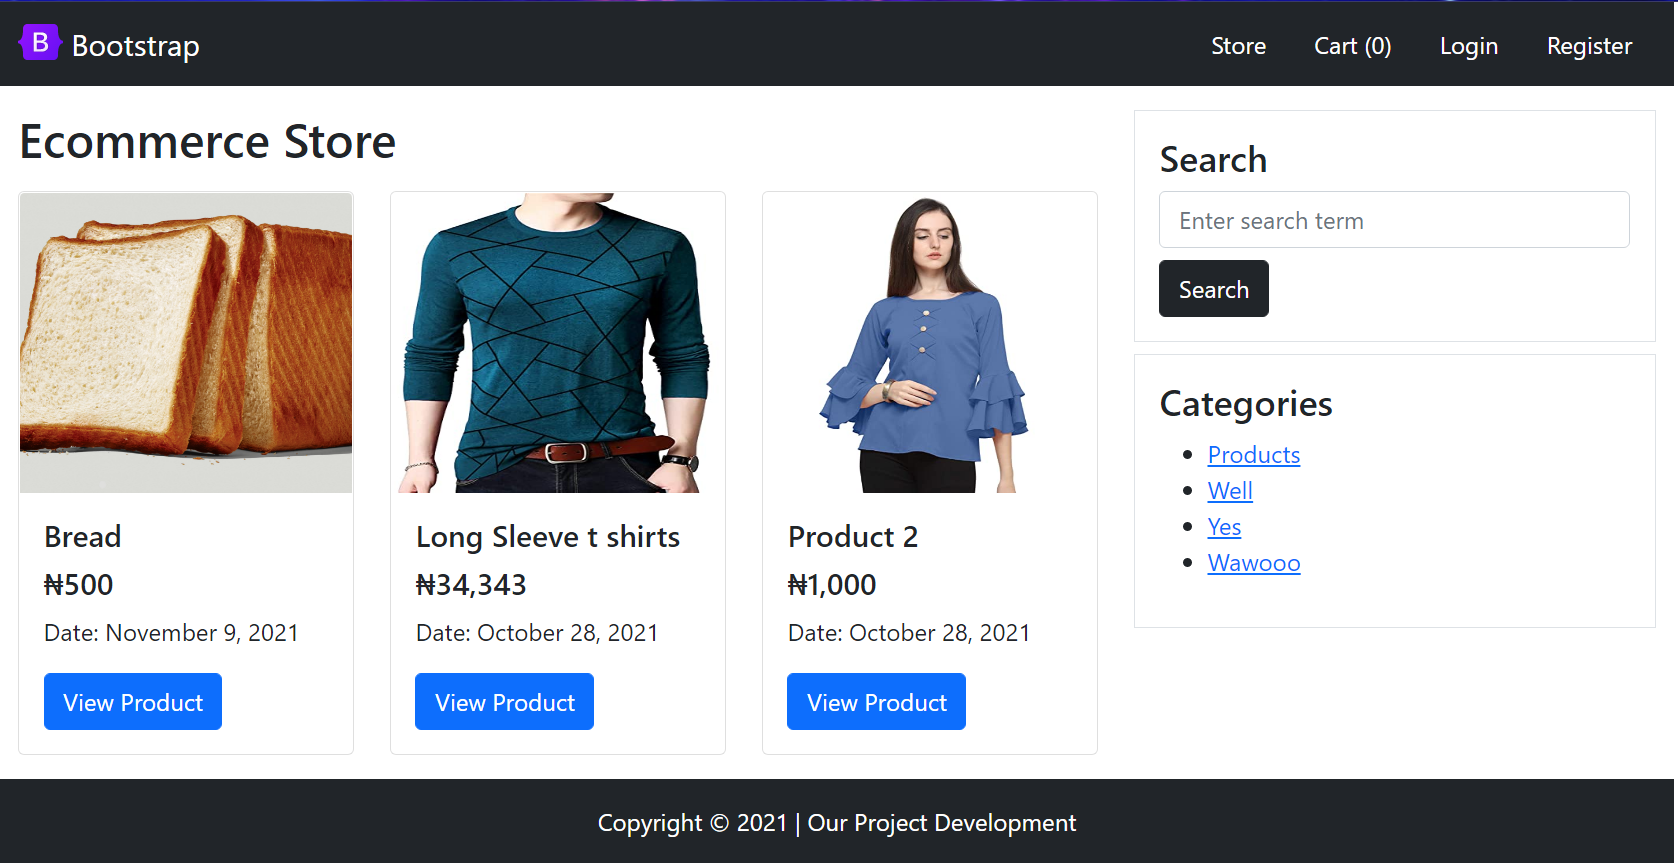 B Bootstrap
Store Cart (0) Login Register
Ecommerce Store
Bread
₦500
Date: November 9, 2021
View Product
Long Sleeve t shirts
₦34,343
Date: October 28, 2021
View Product
Product 2
₦1,000
Date: October 28, 2021
View Product
Search
Enter search term
Search
Categories
Products
Well
Yes
Wawooo
Copyright © 2021 | Our Project Development